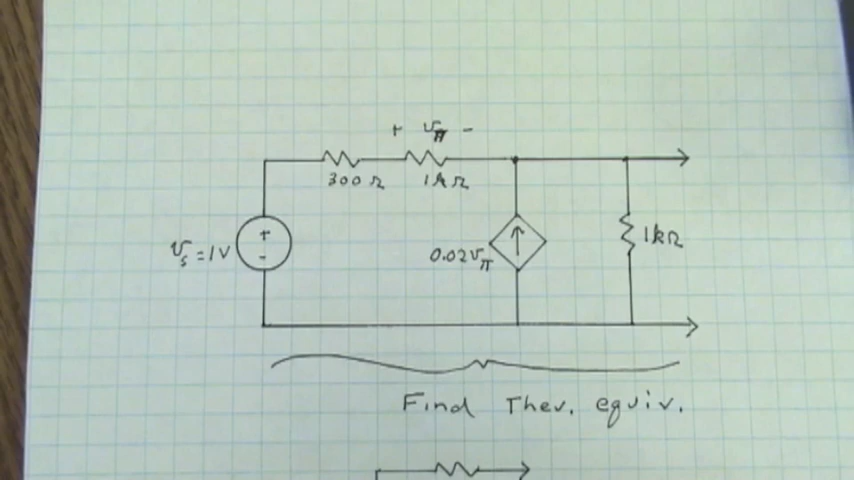 + vπ -
300 Ω 1kΩ
+
-
vs = 1V
0.02vπ
1kΩ
Find Thev. equiv.